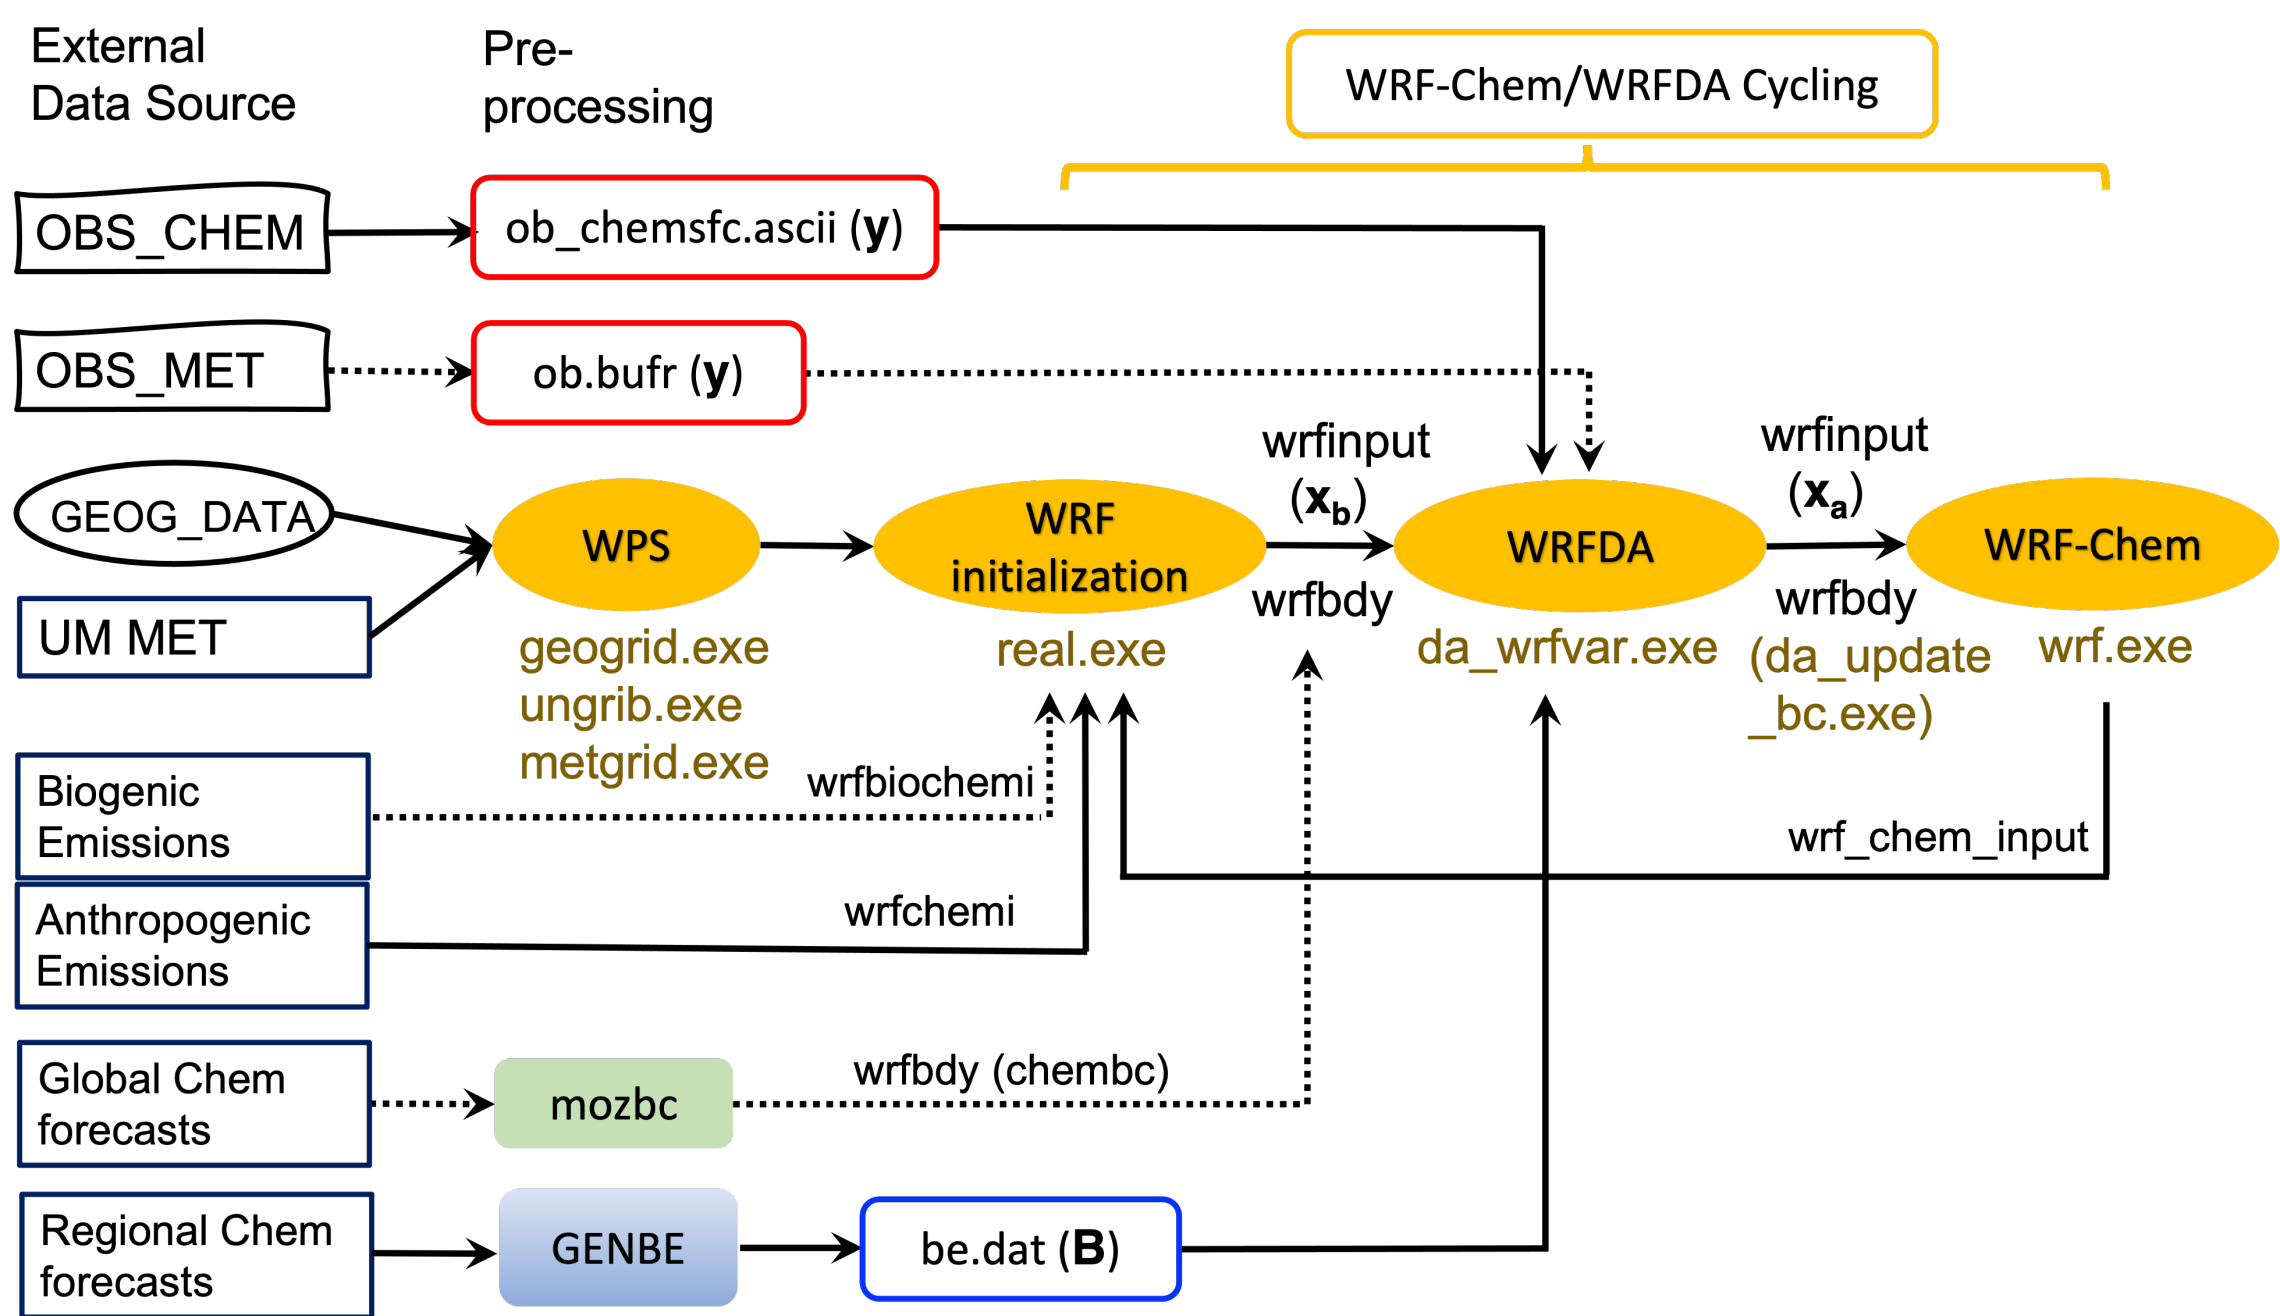 External
Data Source
Pre-
processing
WRF-Chem/WRFDA Cycling
OBS_CHEM
ob_chemsfc.ascii (y)
OBS_MET
ob.bufr (y)
GEOG_DATA
UM MET
WPS
geogrid.exe
ungrib.exe
metgrid.exe
WRF
initialization
real.exe
wrfinput
(xb)
wrfbdy
WRFDA
da_wrfvar.exe
wrfinput
(xa)
wrfbdy
(da_update
_bc.exe)
WRF-Chem
wrf.exe
Biogenic
Emissions
wrfbiochemi
wrf_chem_input
Anthropogenic
Emissions
wrfchemi
Global Chem
forecasts
mozbc
wrfbdy (chembc)
Regional Chem
forecasts
GENBE
be.dat (B)